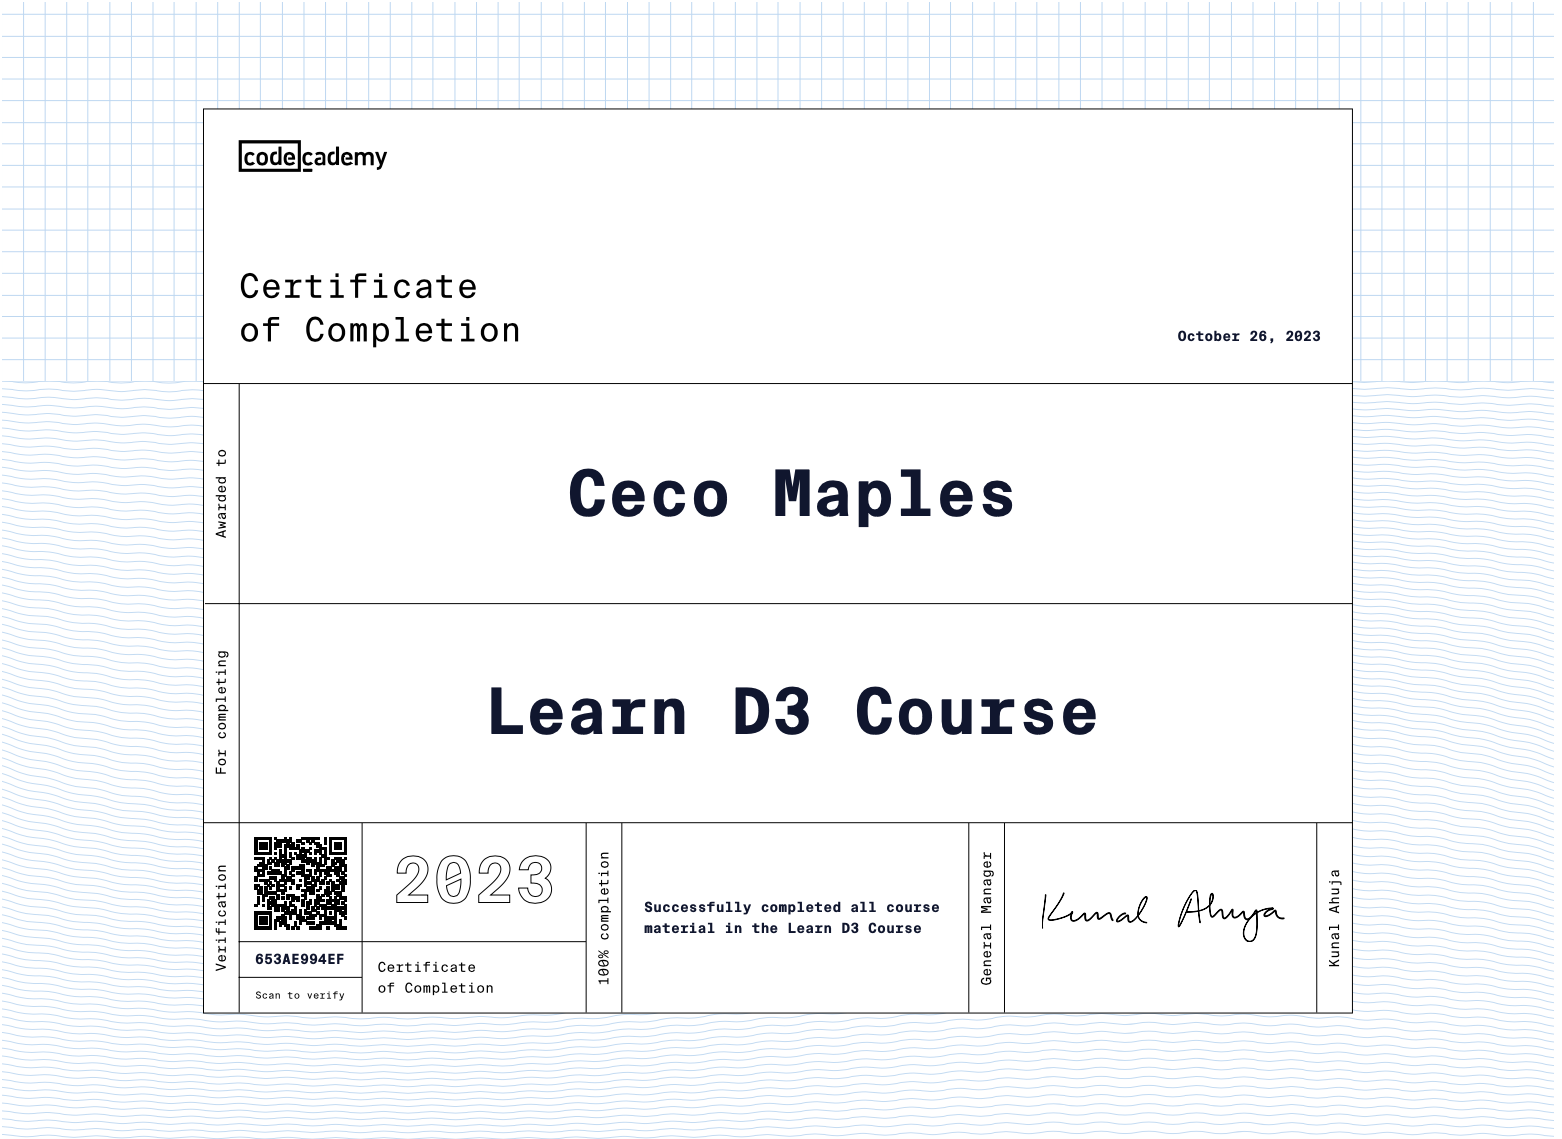 codecademy
Certificate
of Completion
October 26, 2023
Awarded to
Ceco Maples
For completing
Learn D3 Course
Verification
653AE994EF
Scan to verify
2023
Certificate
of Completion
100% completion
Successfully completed all course
material in the Learn D3 Course
General Manager
Kunal Ahuja
Kunal Ahuja